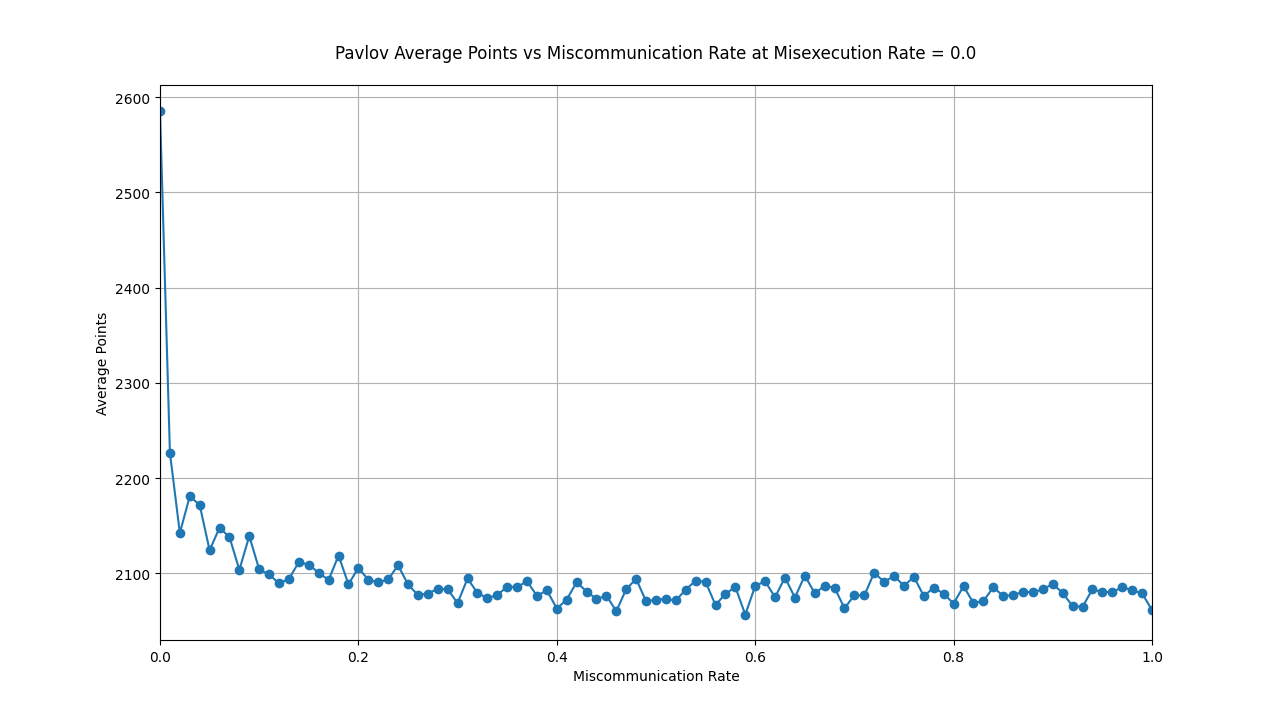 Pavlov Average Points vs Miscommunication Rate at Misexecution Rate = 0.0
2600
2500
2400
2300
2200
2100
Average Points
0.0 0.2 0.4 0.6 0.8 1.0
Miscommunication Rate